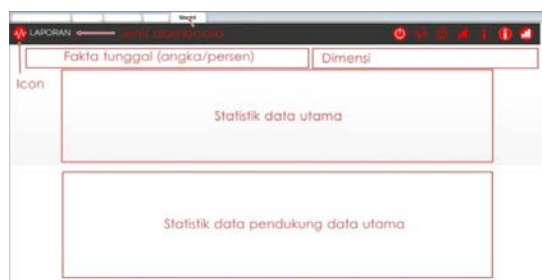 LAPORAN
Fakta tunggal (angka/persen)
Dimensi
Icon
Statistik data utama
Statistik data pendukung data utama